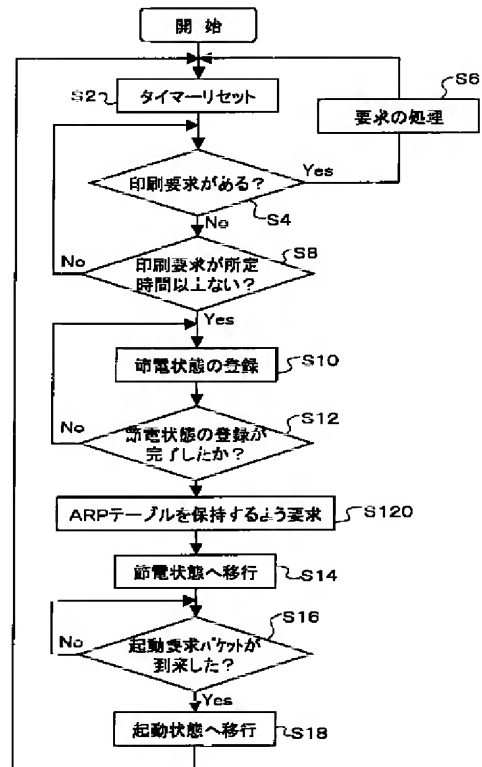 開 始
S2
タイマーリセット
S6
要求の処理
印刷要求がある?
Yes
S4
No
S8
印刷要求が所定
時間以上ない?
No
Yes
節電状態の登録
S10
S12
節電状態の登録が
完了したか?
No
ARPテーブルを保持するよう要求
S120
節電状態へ移行
S14
S16
起動要求パケットが
到来した?
No
Yes
起動状態へ移行
S18